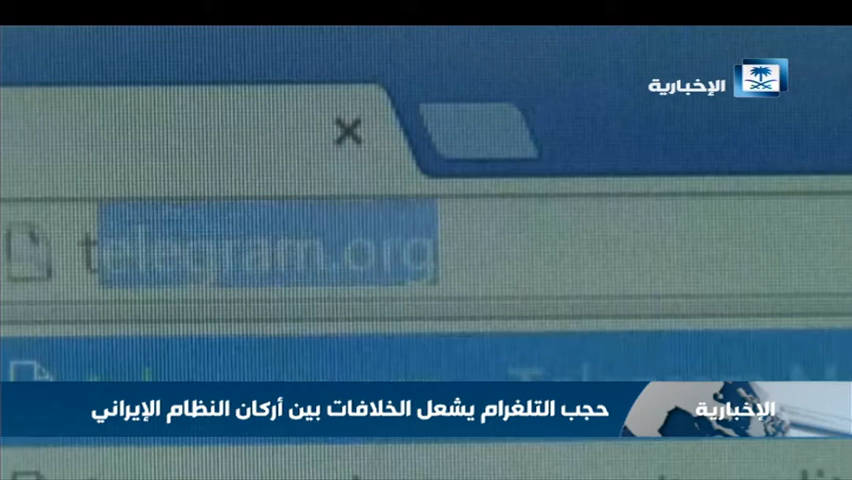 الإخبارية
telegram.org
حجب التلغرام يشعل الخلافات بين أركان النظام الإيراني
الإخبارية